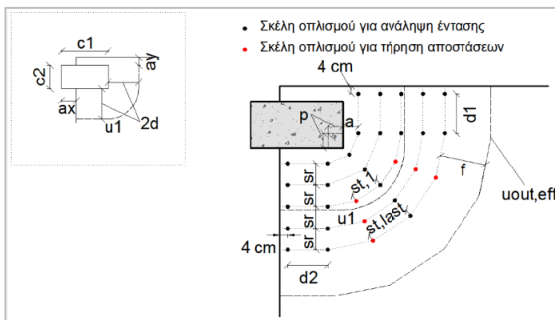 c1
ay
c2
ax
u1
2d
Σκέλη οπλισμού για ανάληψη έντασης
Σκέλη οπλισμού για τήρηση αποστάσεων
4 cm
p
a
d1
f
st,1
sr
sr
u1
st,last
uout,eff
sr
sr
4 cm
d2